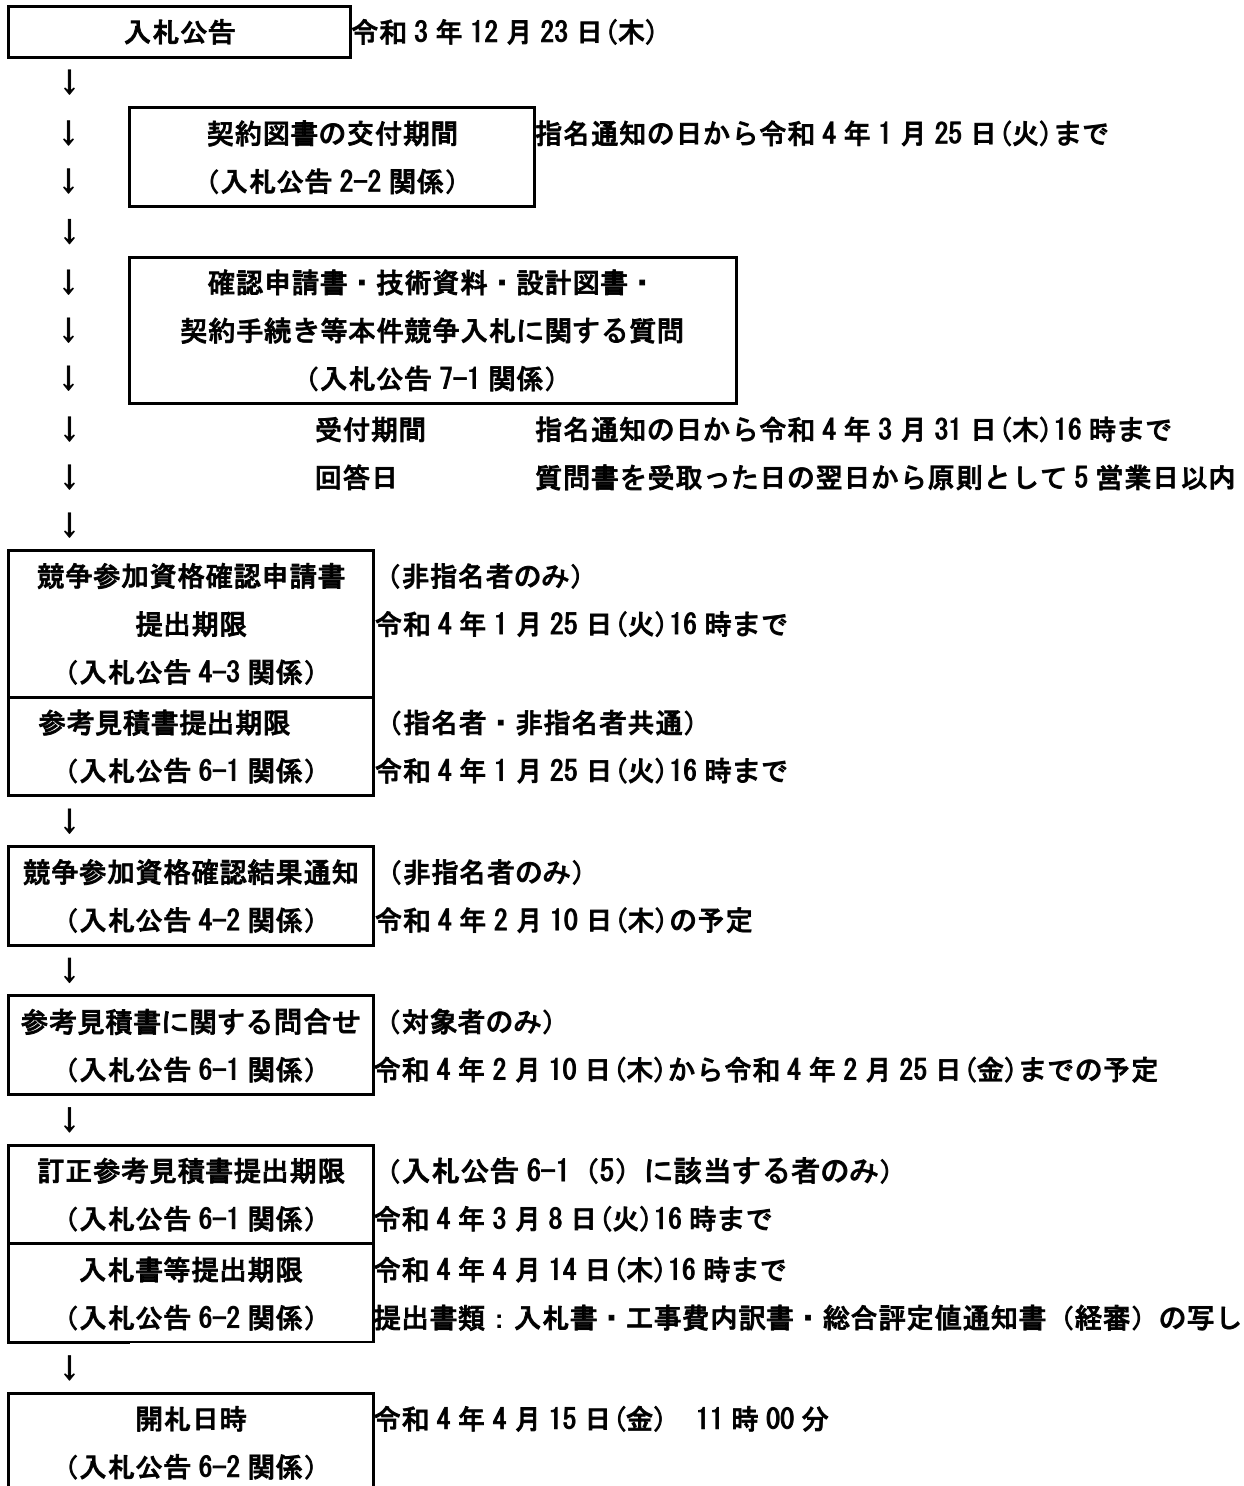 入札公告 令和3年12月23日(木)
↓
↓ 契約図書の交付期間 指名通知の日から令和4年1月25日(火)まで
↓ (入札公告2-2関係)
↓
↓ 確認申請書・技術資料・設計図書・
↓ 契約手続き等本件競争入札に関する質問
↓ (入札公告7-1関係)
↓ 受付期間 指名通知の日から令和4年3月31日(木)16時まで
↓ 回答日 質問書を受取った日の翌日から原則として5営業日以内
↓
競争参加資格確認申請書 (非指名者のみ)
提出期限 令和4年1月25日(火)16時まで
(入札公告4-3関係)
参考見積書提出期限 (指名者・非指名者共通)
(入札公告6-1関係) 令和4年1月25日(火)16時まで
↓
競争参加資格確認結果通知 (非指名者のみ)
(入札公告4-2関係) 令和4年2月10日(木)の予定
↓
参考見積書に関する問合せ (対象者のみ)
(入札公告6-1関係) 令和4年2月10日(木)から令和4年2月25日(金)までの予定
↓
訂正参考見積書提出期限 (入札公告6-1(5)に該当する者のみ)
(入札公告6-1関係) 令和4年3月8日(火)16時まで
入札書等提出期限 令和4年4月14日(木)16時まで
(入札公告6-2関係) 提出書類:入札書・工事費内訳書・総合評定値通知書(経審)の写し
↓
開札日時 令和4年4月15日(金) 11時00分
(入札公告6-2関係)